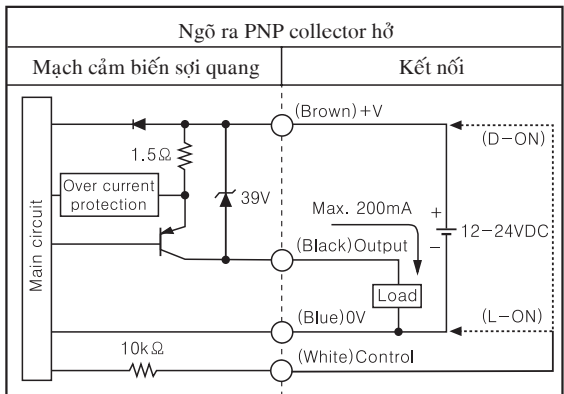 Ngõ ra PNP collector hở
Mạch cảm biến sợi quang
Kết nối
(Brown)+V
(D-ON)
1.5Ω
Over current
protection
39V
Max. 200mA
+
12-24VDC
−
(Black)Output
Main circuit
Load
(Blue)0V
(L-ON)
10kΩ
(White)Control